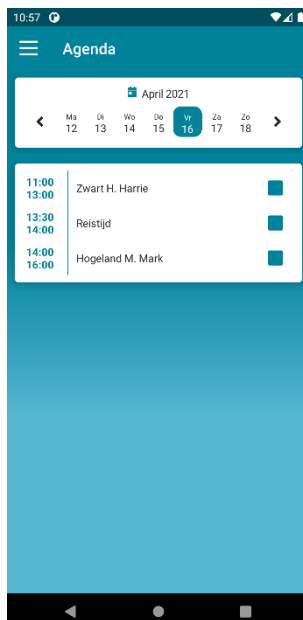 10:57
Agenda
April 2021
Ma Di Wo Do Vr Za Zo
12 13 14 15 16 17 18
11:00
13:00
Zwart H. Harrie
13:30
14:00
Reistijd
14:00
16:00
Hogeland M. Mark